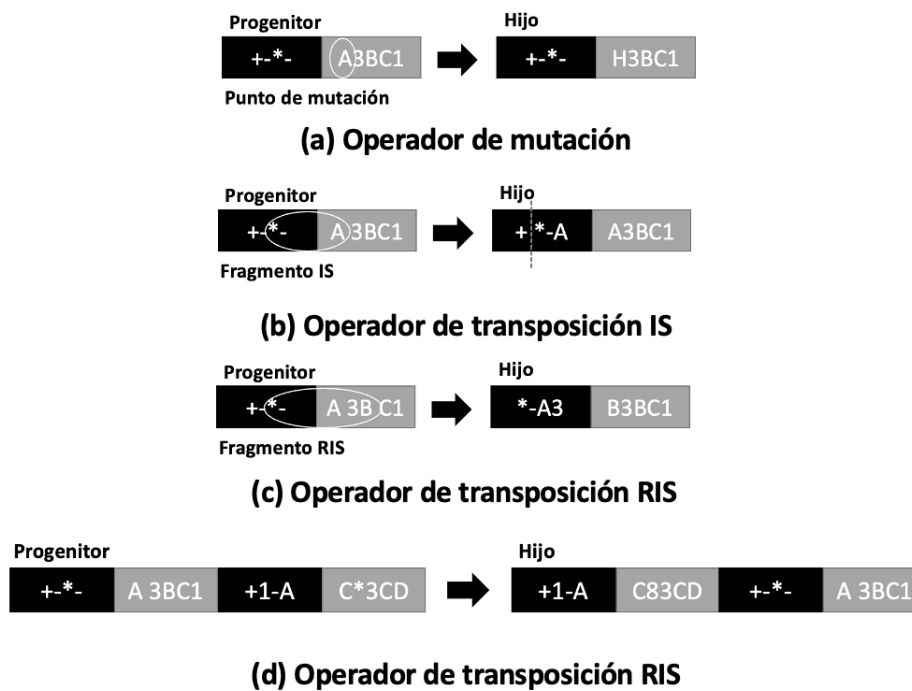 Progenitor Hijo
+-*- A3BC1 +-*- H3BC1
Punto de mutación
(a) Operador de mutación
Progenitor Hijo
+-*- A 3BC1 + *-A A3BC1
Fragmento IS
(b) Operador de transposición IS
Progenitor Hijo
+-*- A 3B C1 *-A3 B3BC1
Fragmento RIS
(c) Operador de transposición RIS
Progenitor Hijo
+-*- A 3BC1 +1-A C*3CD +1-A C83CD +-*- A 3BC1
(d) Operador de transposición RIS